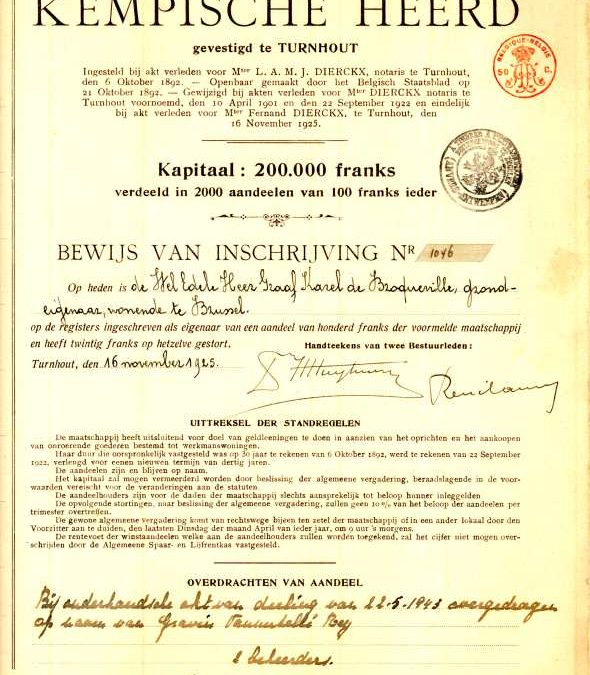 KEMPISCHE HEERD
gevestigd te TURNHOUT
Ingesteld bij akt verleden voor Mter L. A. M. J. DIERCKX, notaris te Turnhout,
den 6 Oktober 1892. — Openbaar gemaakt door het Belgisch Staatsblad op
21 Oktober 1892. — Gewijzigd bij akten verleden voor Mter DIERCKX notaris te
Turnhout voornoemd, den 10 April 1901 en den 22 September 1922 en eindelijk
bij akt verleden voor Mter Fernand DIERCKX, te Turnhout, den
16 November 1925.
BELGIQUE-BELGIË
50 C.
Kapitaal : 200.000 franks
verdeeld in 2000 aandeelen van 100 franks ieder
BEWIJS VAN INSCHRIJVING NR 1046
Op heden is de Wel Edele Heer Graaf Karel de Broqueville, grond-
eigenaar, wonende te Brussel.
op de registers ingeschreven als eigenaar van een aandeel van honderd franks der voormelde maatschappij
en heeft twintig franks op hetzelve gestort.
Handteekens van twee Bestuurleden :
Turnhout, den 16 november 1925.
UITTREKSEL DER STANDREGELEN
De maatschappij heeft uitsluitend voor doel van geldleeningen te doen in aanzien van het oprichten en het aankoopen
van onroerende goederen bestemd tot werkmanswoningen.
Haar duur die oorspronkelijk vastgesteld was op 30 jaar te rekenen van 6 Oktober 1892, werd te rekenen van 22 September
1922, verlengd voor eenen nieuwen termijn van dertig jaren.
De aandeelen zijn en blijven op naam.
Het kapitaal zal mogen vermeerderd worden door beslissing der algemeene vergadering, beraadslagende in de voor-
waarden vereischt voor de veranderingen aan de statuten.
De aandeelhouders zijn voor de daden der maatschappij slechts aansprakelijk tot beloop hunner inleggelden
De opvolgende stortingen, naar beslissing der algemeene vergadering, zullen geen 10 % van het beloop der aandeelen per
trimester overtreffen.
De gewone algemeene vergadering komt van rechtswege bijeen ten zetel der maatschappij of in een ander lokaal door den
Voorzitter aan te duiden, den laatsten Dinsdag der maand April van ieder jaar, om 9 uur 's morgens.
De rentevoet der winstaandeelen welke aan de aandeelhouders zullen worden toegekend, zal het cijfer niet mogen over-
schrijden door de Algemeene Spaar- en Lijfrentkas vastgesteld.
OVERDRACHTEN VAN AANDEEL
Bij onderhandsche akt van deeling van 22-5-1943 overgedragen
op naam van Gravin
2 beheerders.